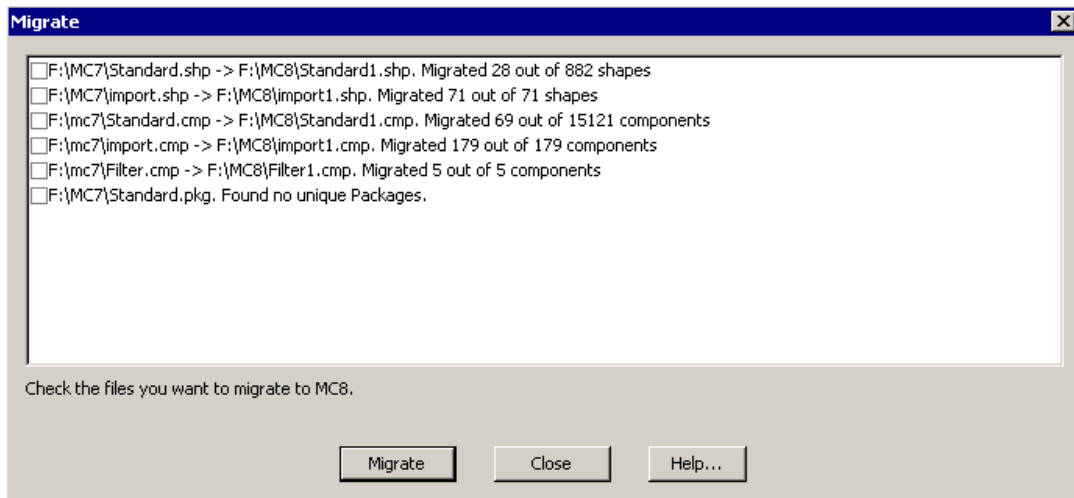 Migrate
F:\MC7\Standard.shp -> F:\MC8\Standard1.shp. Migrated 28 out of 882 shapes
F:\MC7\import.shp -> F:\MC8\import1.shp. Migrated 71 out of 71 shapes
F:\mc7\Standard.cmp -> F:\MC8\Standard1.cmp. Migrated 69 out of 15121 components
F:\mc7\import.cmp -> F:\MC8\import1.cmp. Migrated 179 out of 179 components
F:\mc7\Filter.cmp -> F:\MC8\Filter1.cmp. Migrated 5 out of 5 components
F:\MC7\Standard.pkg. Found no unique Packages.
Check the files you want to migrate to MC8.
Migrate Close Help...